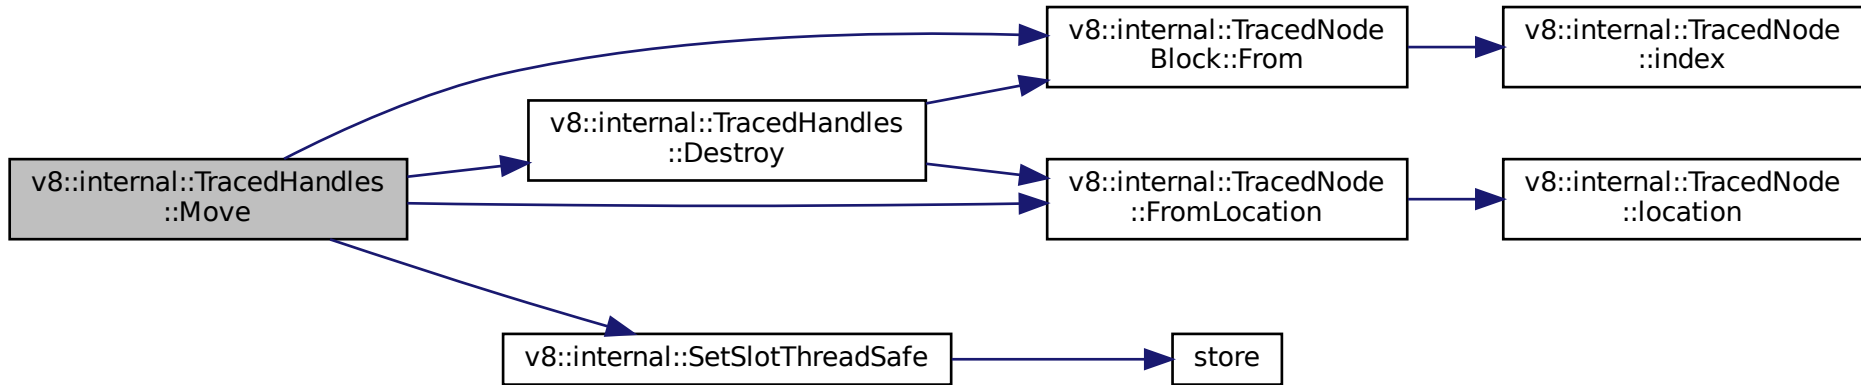 v8::internal::TracedHandles
::Move
v8::internal::TracedHandles
::Destroy
v8::internal::SetSlotThreadSafe
v8::internal::TracedNode
Block::From
v8::internal::TracedNode
::FromLocation
store
v8::internal::TracedNode
::index
v8::internal::TracedNode
::location